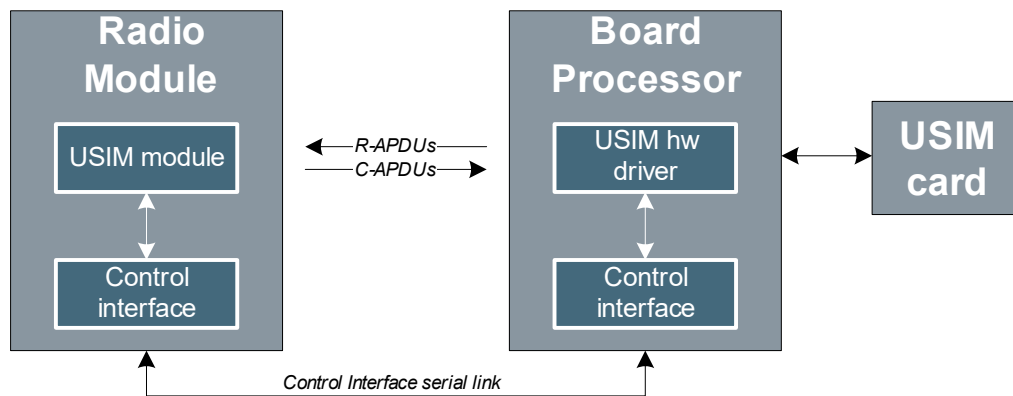 Radio
Module
USIM module
Control
interface
R-APDUs
C-APDUs
Board
Processor
USIM hw
driver
Control
interface
USIM
card
Control Interface serial link